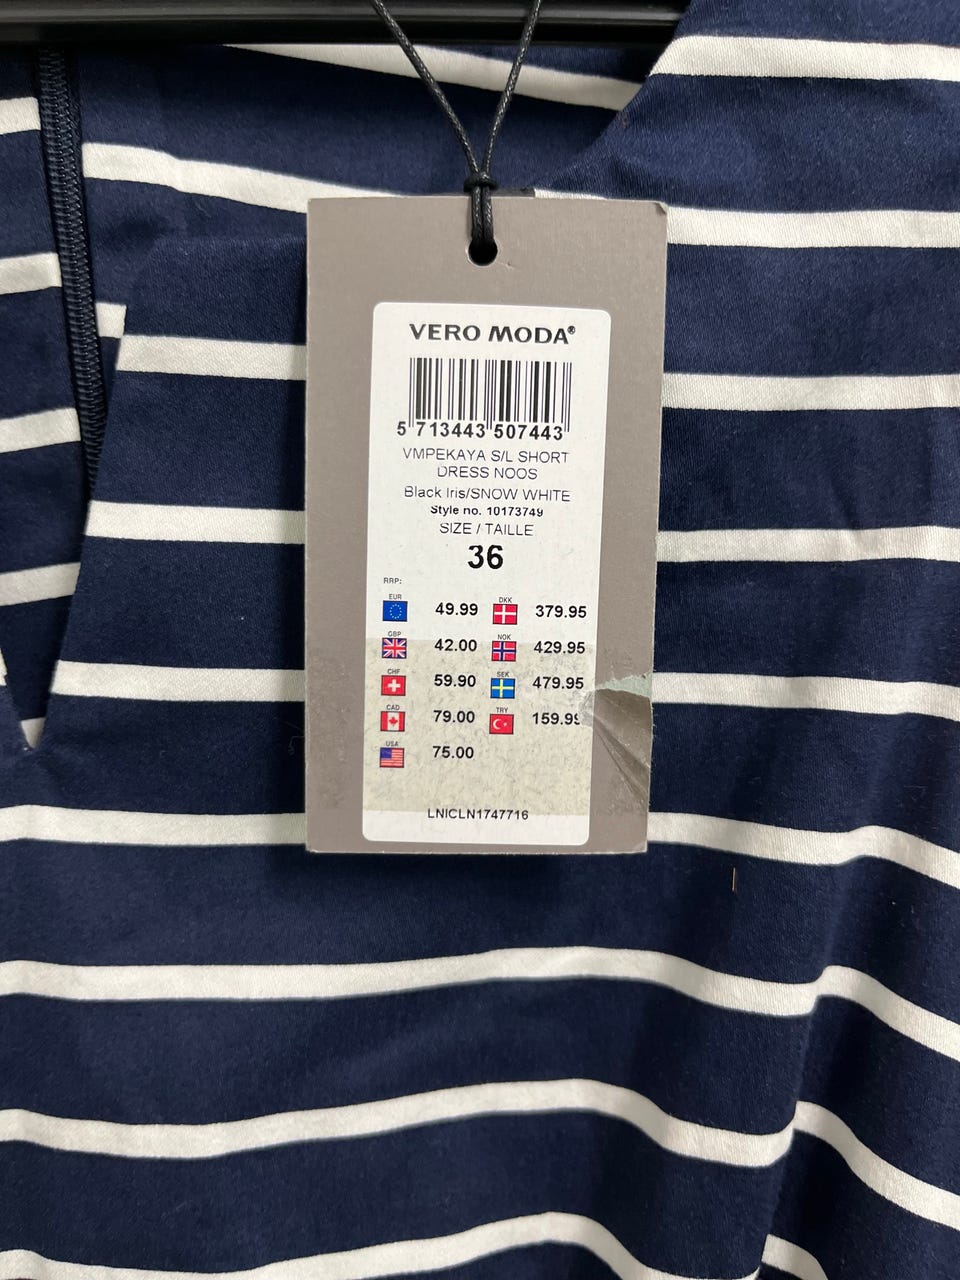 VERO MODA®
5 713443 507443
VMPEKAYA S/L SHORT
DRESS NOOS
Black Iris/SNOW WHITE
Style no. 10173749
SIZE / TAILLE
36
RRP:
EUR 49.99 DKK 379.95
GBP 42.00 NOK 429.95
CHF 59.90 SEK 479.95
CAD 79.00 TRY 159.99
USA 75.00
LNICLN1747716